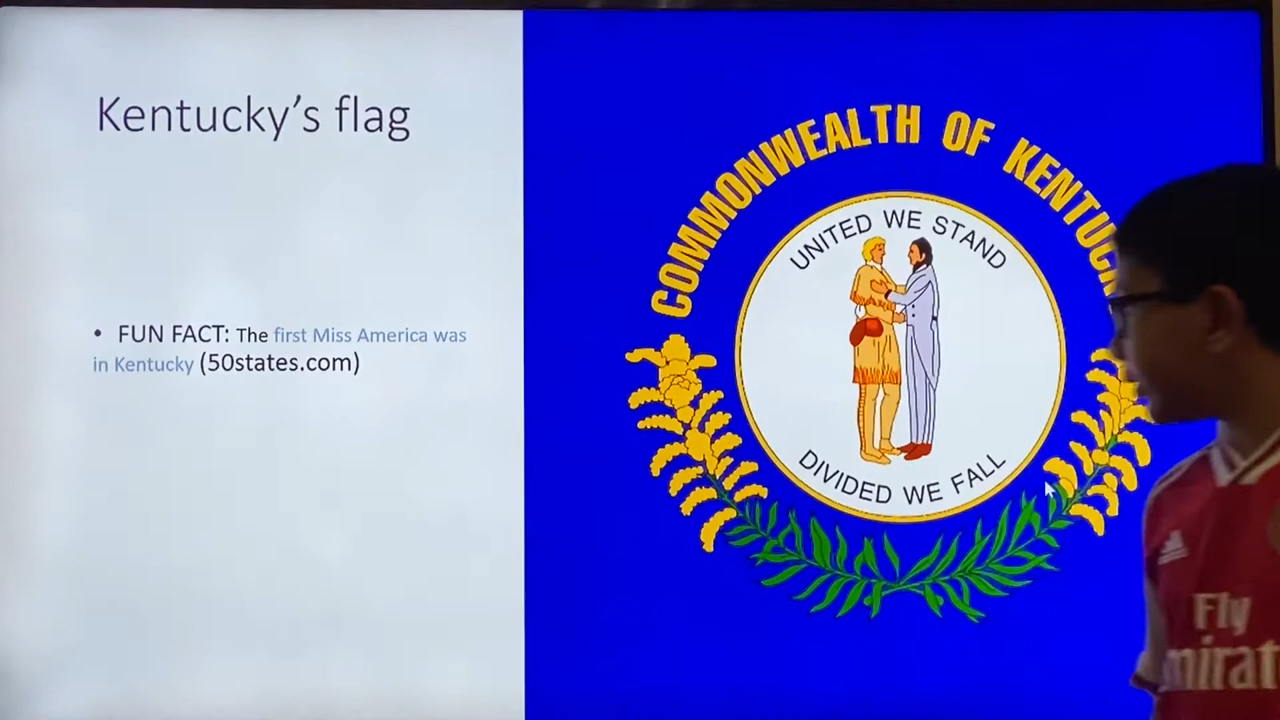 Kentucky's flag
• FUN FACT: The first Miss America was
in Kentucky (50states.com)
COMMONWEALTH OF KENTUC
UNITED WE STAND
DIVIDED WE FALL
Fly
mirat